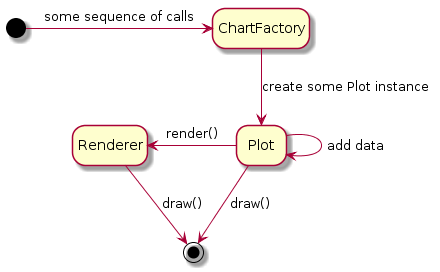 some sequence of calls
ChartFactory
create some Plot instance
render()
Renderer
Plot
add data
draw()
draw()